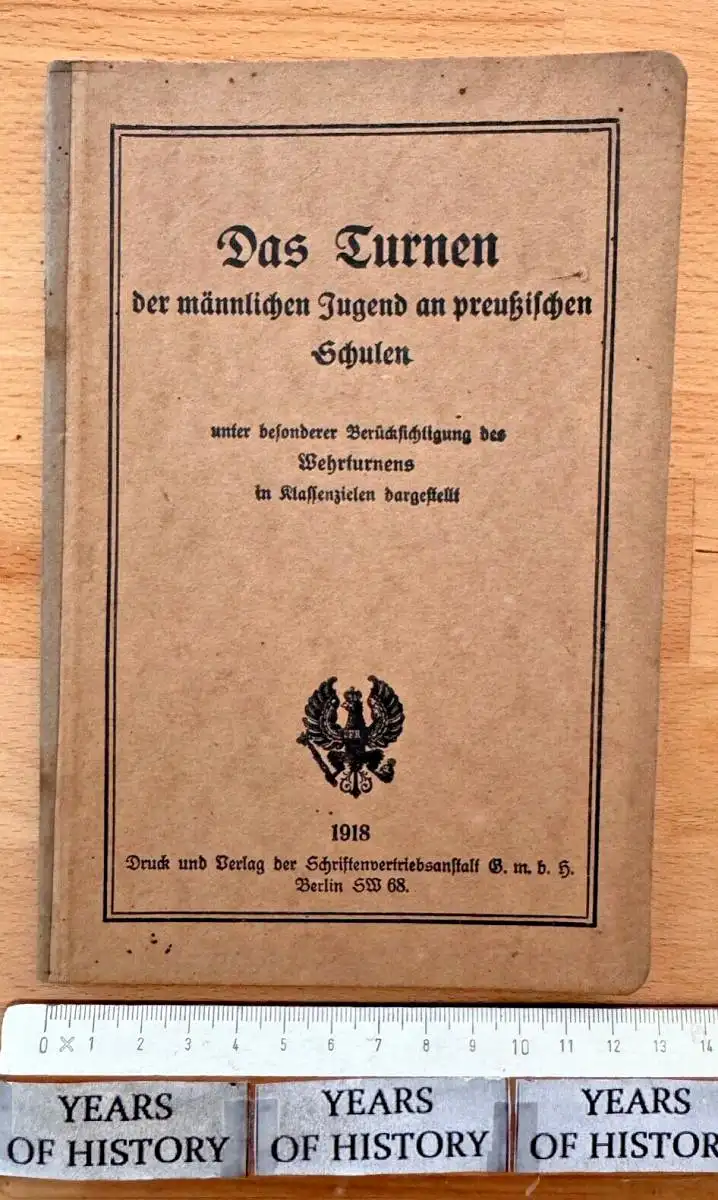 Das Turnen
der männlichen Jugend an preußischen
Schulen
unter besonderer Berücksichtigung des
Wehrturnens
in Klassenzielen dargestellt
FR
1918
Druck und Verlag der Schriftenvertriebsanstalt G. m. b. H.
Berlin SW 68.
0 1 2 3 4 5 6 7 8 9 10 11 12 13 14
YEARS
OF HISTORY
YEARS
OF HISTORY
YEARS
OF HISTOR